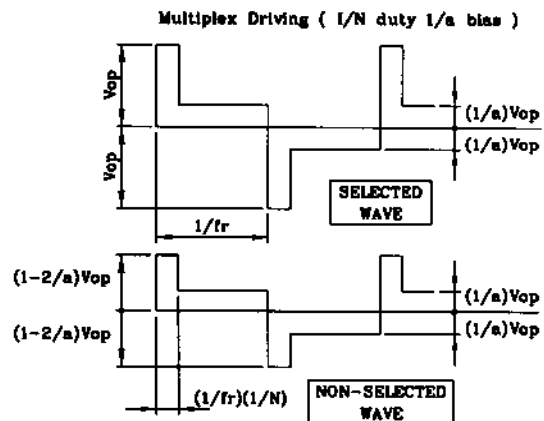 Multiplex Driving ( 1/N duty 1/a bias )
Vop
(1/a)Vop
(1/a)Vop
Vop
SELECTED
WAVE
1/fr
(1-2/a)Vop
(1/a)Vop
(1-2/a)Vop
(1/a)Vop
(1/fr)(1/N)
NON-SELECTED
WAVE